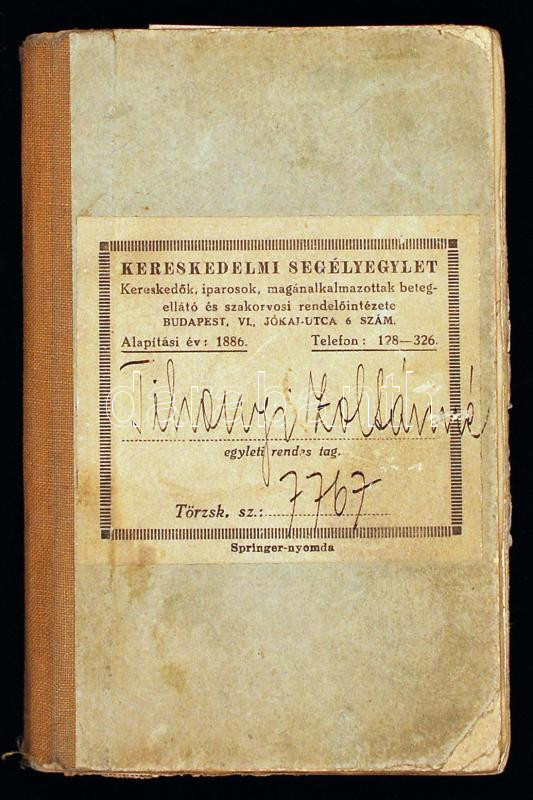 KERESKEDELMI SEGÉLYEGYLET
Kereskedők, iparosok, magánalkalmazottak beteg-
ellátó és szakorvosi rendelőintézete
BUDAPEST, VI., JÓKAI-UTCA 6 SZÁM.
Alapítási év: 1886. Telefon: 128—326.
Tihanyi Zoltánné
darabanth
egyleti rendes tag.
Törzsk. sz.: 7767
Springer-nyomda